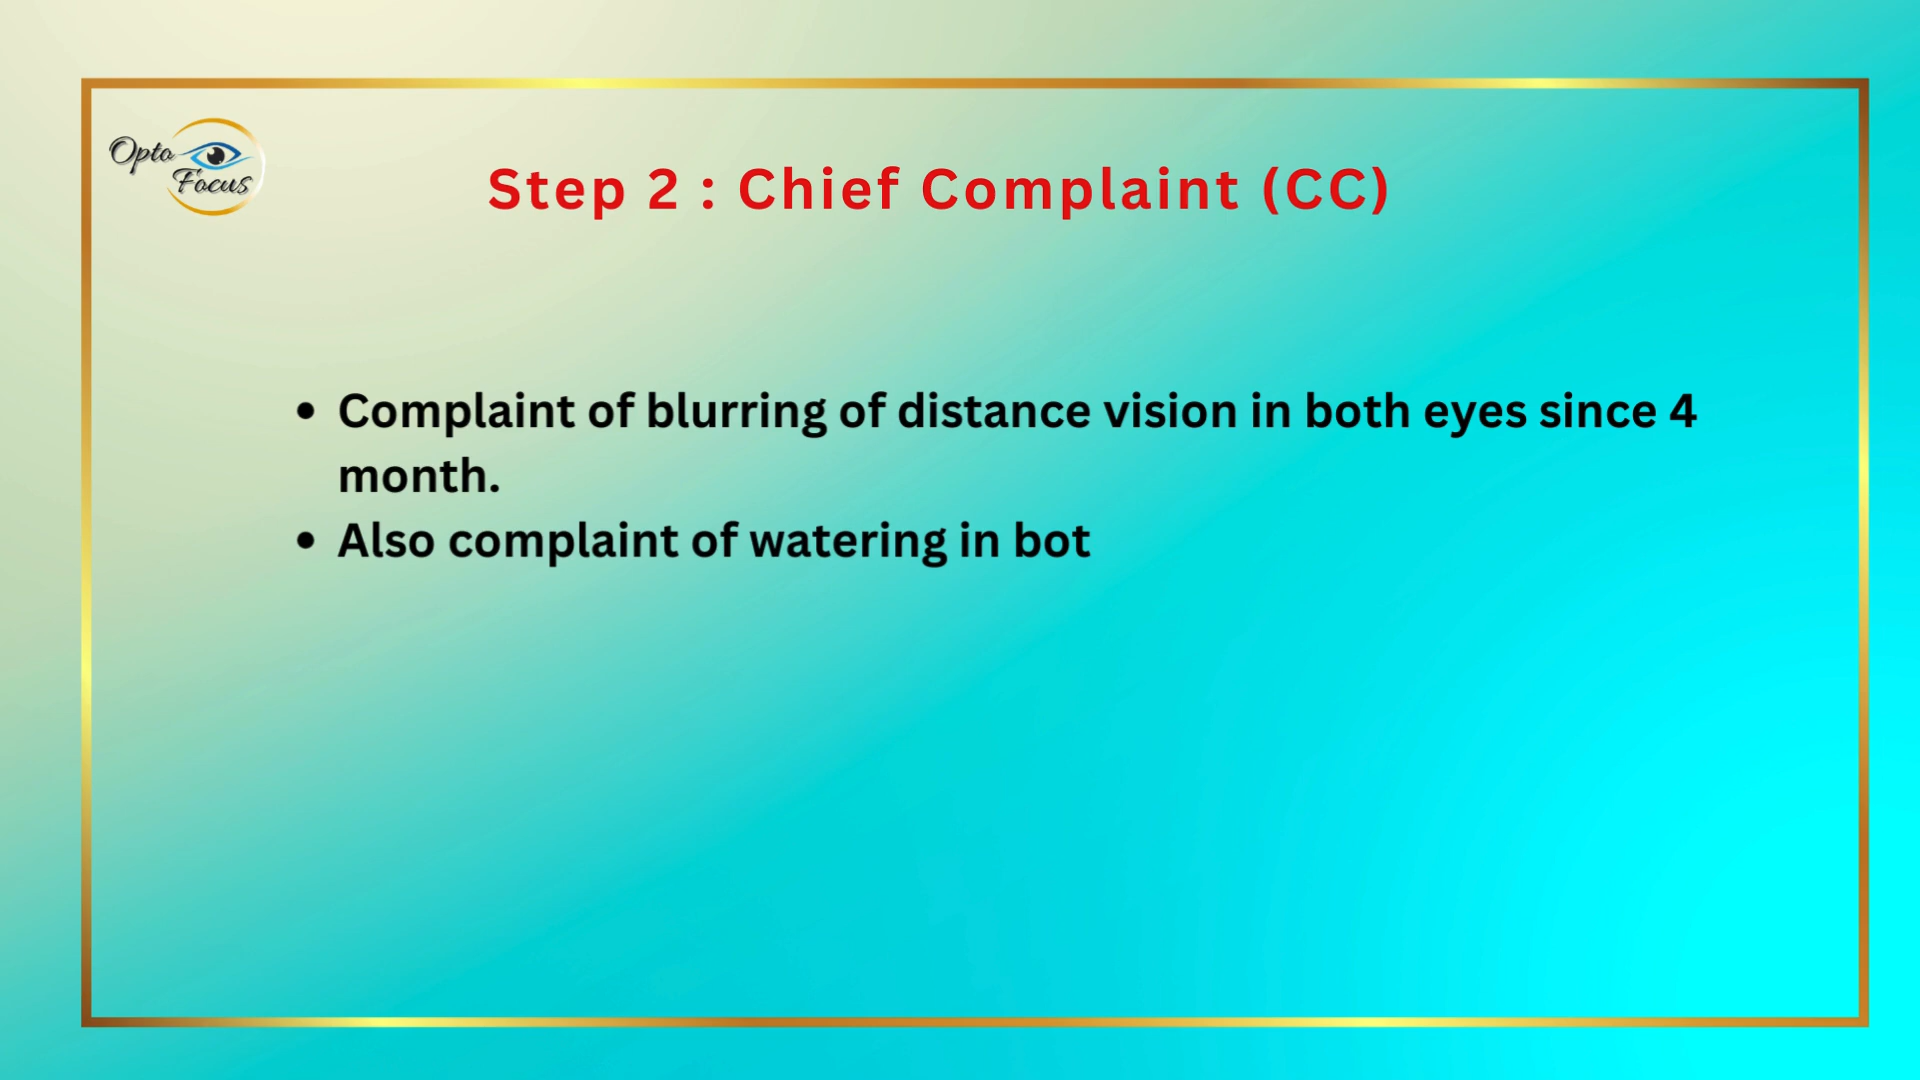 Opto
Focus
Step 2 : Chief Complaint (CC)
• Complaint of blurring of distance vision in both eyes since 4
month.
• Also complaint of watering in bot